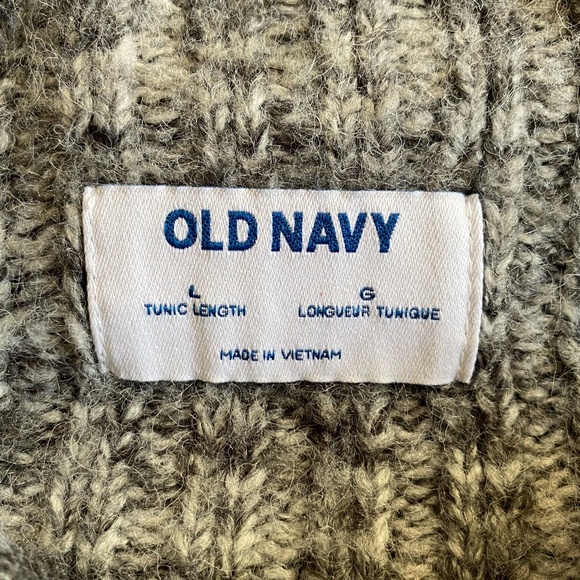 OLD NAVY
L G
TUNIC LENGTH LONGUEUR TUNIQUE
MADE IN VIETNAM